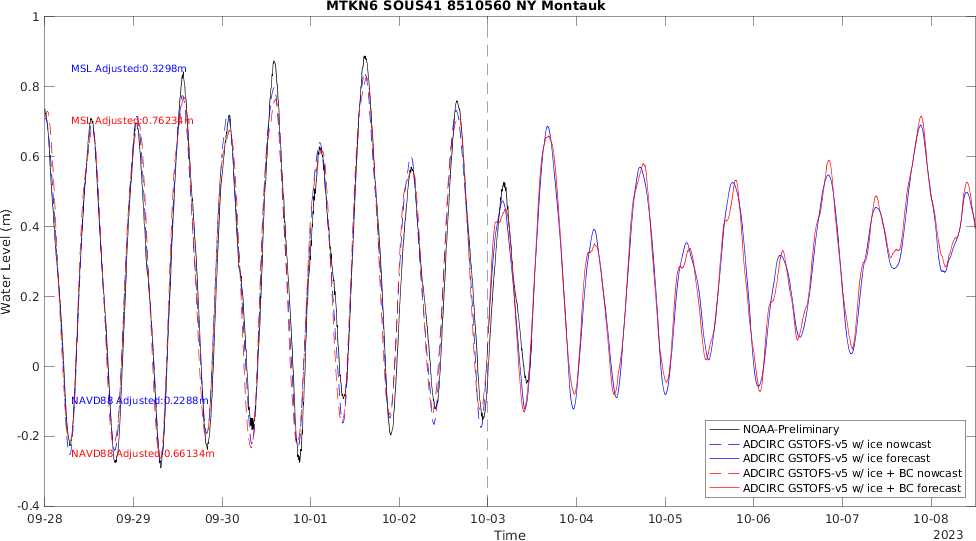 MTKN6 SOUS41 8510560 NY Montauk
1
0.8
0.6
0.4
0.2
0
-0.2
-0.4
Water Level (m)
MSL Adjusted:0.3298m
MSL Adjusted:0.76234m
NAVD88 Adjusted:0.2288m
NAVD88 Adjusted:0.66134m
NOAA-Preliminary
ADCIRC GSTOFS-v5 w/ ice nowcast
ADCIRC GSTOFS-v5 w/ ice forecast
ADCIRC GSTOFS-v5 w/ ice + BC nowcast
ADCIRC GSTOFS-v5 w/ ice + BC forecast
09-28 09-29 09-30 10-01 10-02 10-03 10-04 10-05 10-06 10-07 10-08
Time
2023